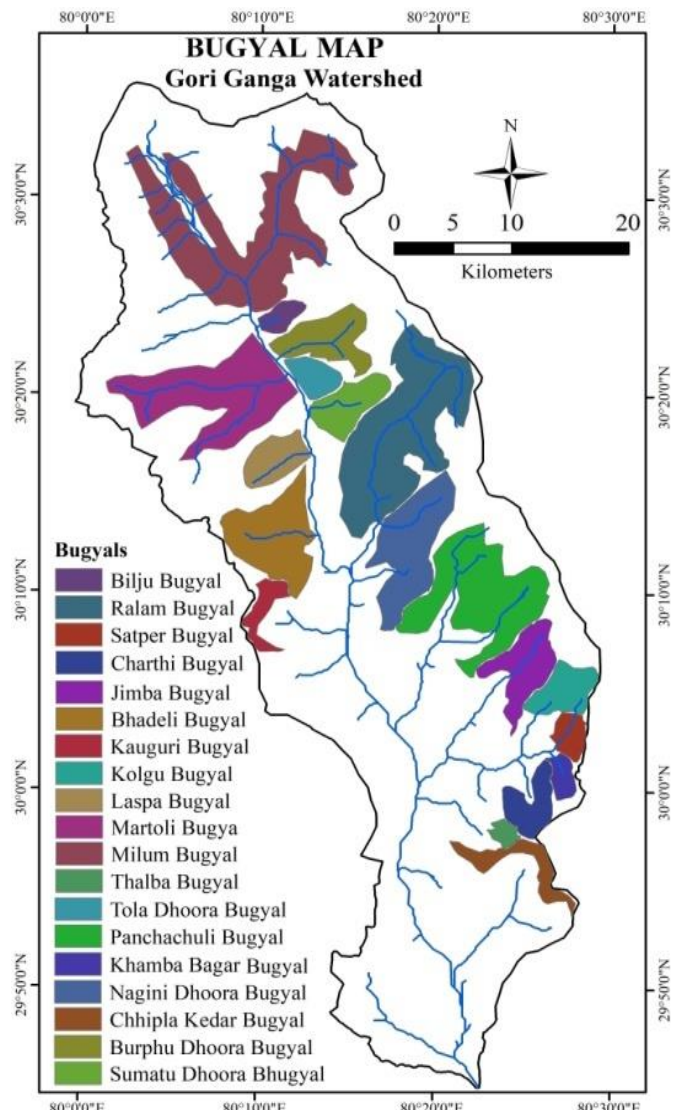 80°0'0"E 80°10'0"E 80°20'0"E 80°30'0"E
BUGYAL MAP
Gori Ganga Watershed
N
0 5 10 20
Kilometers
30°30'0"N 30°30'0"N
30°20'0"N 30°20'0"N
30°10'0"N 30°10'0"N
30°0'0"N 30°0'0"N
29°50'0"N 29°50'0"N
Bugyals
Bilju Bugyal
Ralam Bugyal
Satper Bugyal
Charthi Bugyal
Jimba Bugyal
Bhadeli Bugyal
Kauguri Bugyal
Kolgu Bugyal
Laspa Bugyal
Martoli Bugya
Milum Bugyal
Thalba Bugyal
Tola Dhoora Bugyal
Panchachuli Bugyal
Khamba Bagar Bugyal
Nagini Dhoora Bugyal
Chhipla Kedar Bugyal
Burphu Dhoora Bugyal
Sumatu Dhoora Bhugyal
80°0'0"E 80°10'0"E 80°20'0"E 80°30'0"E